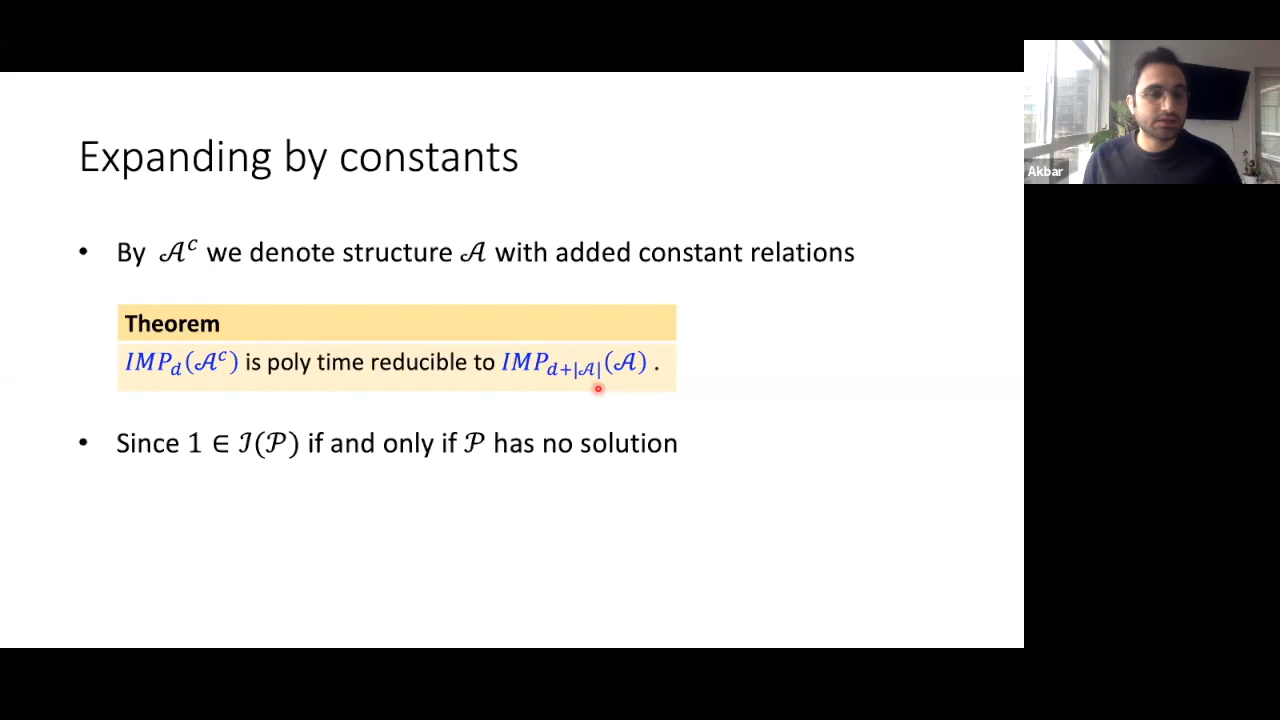 Expanding by constants
• By 𝒜ᶜ we denote structure 𝒜 with added constant relations
Theorem
IMP_d(𝒜ᶜ) is poly time reducible to IMP_{d+|𝒜|}(𝒜) .
• Since 1 ∈ ℐ(𝒫) if and only if 𝒫 has no solution
Akbar